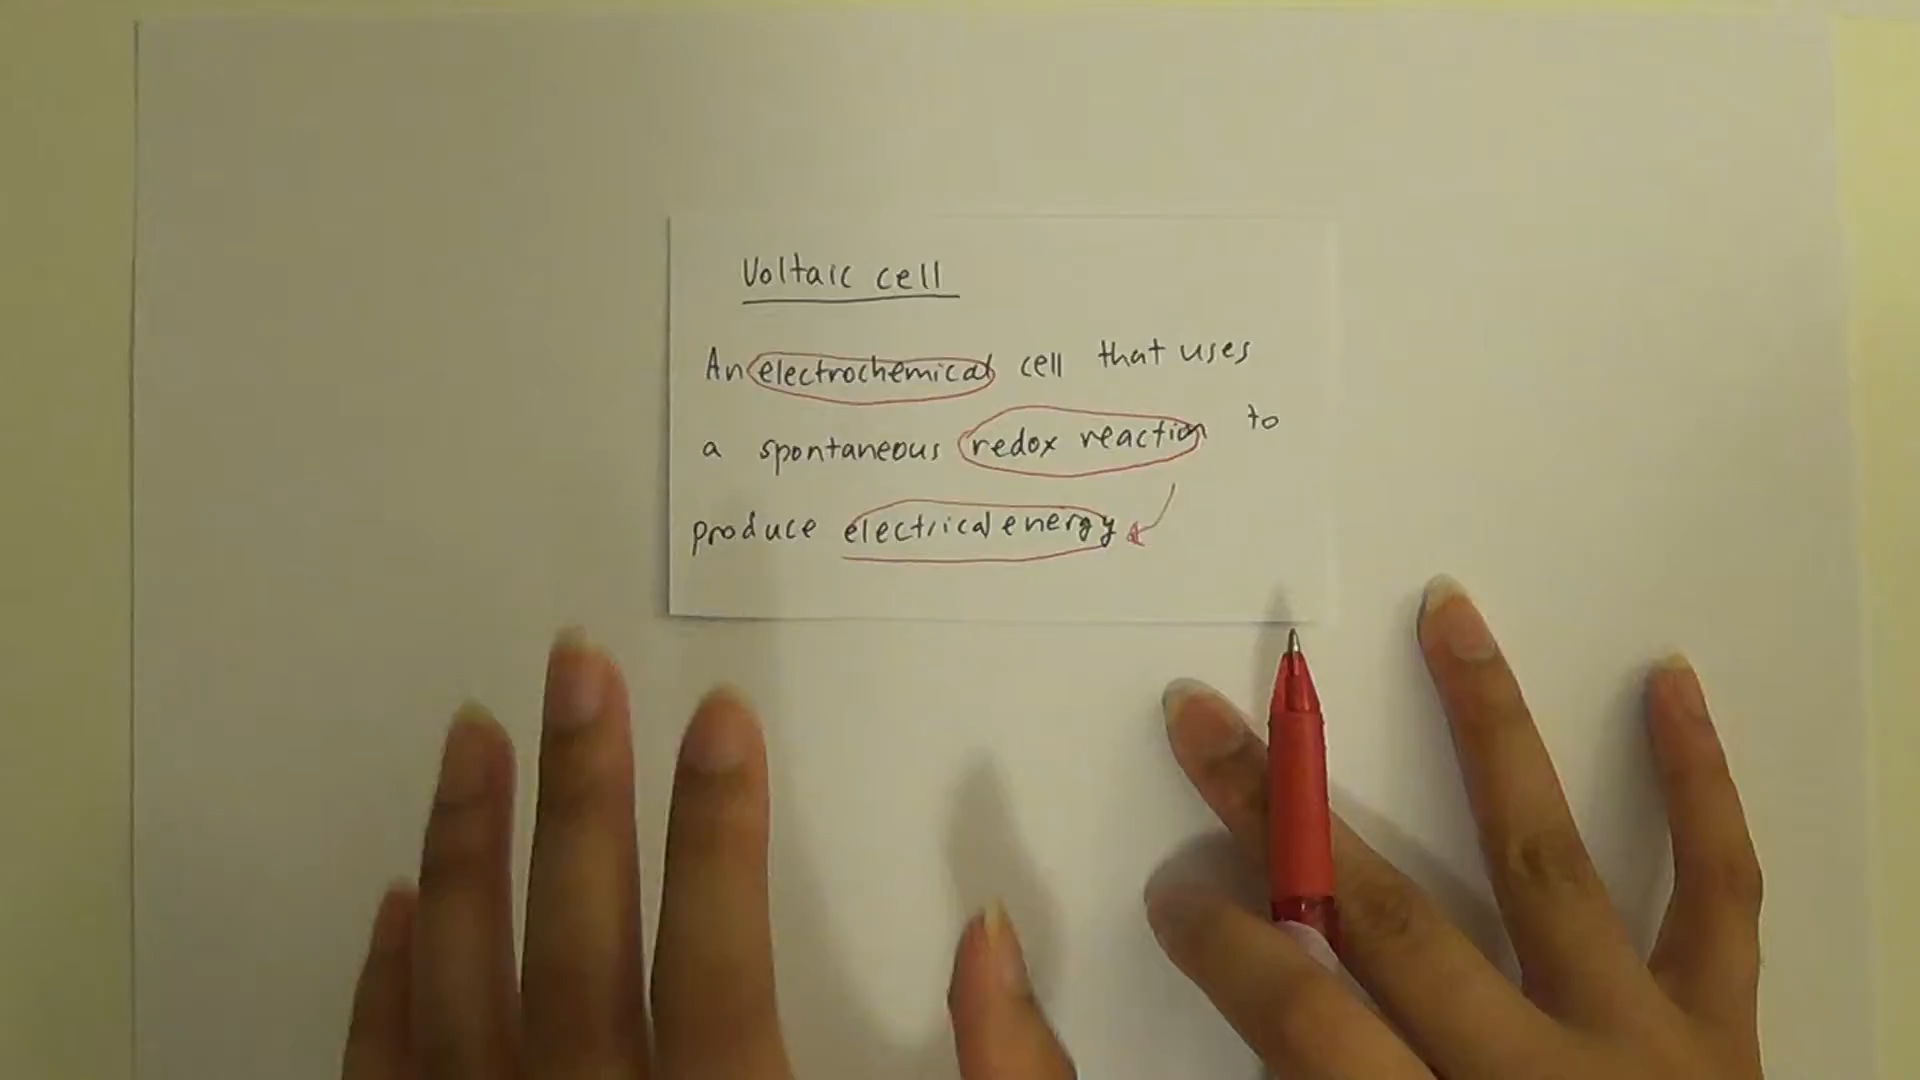 Voltaic cell
An electrochemical cell that uses
a spontaneous redox reaction to
produce electrical energy